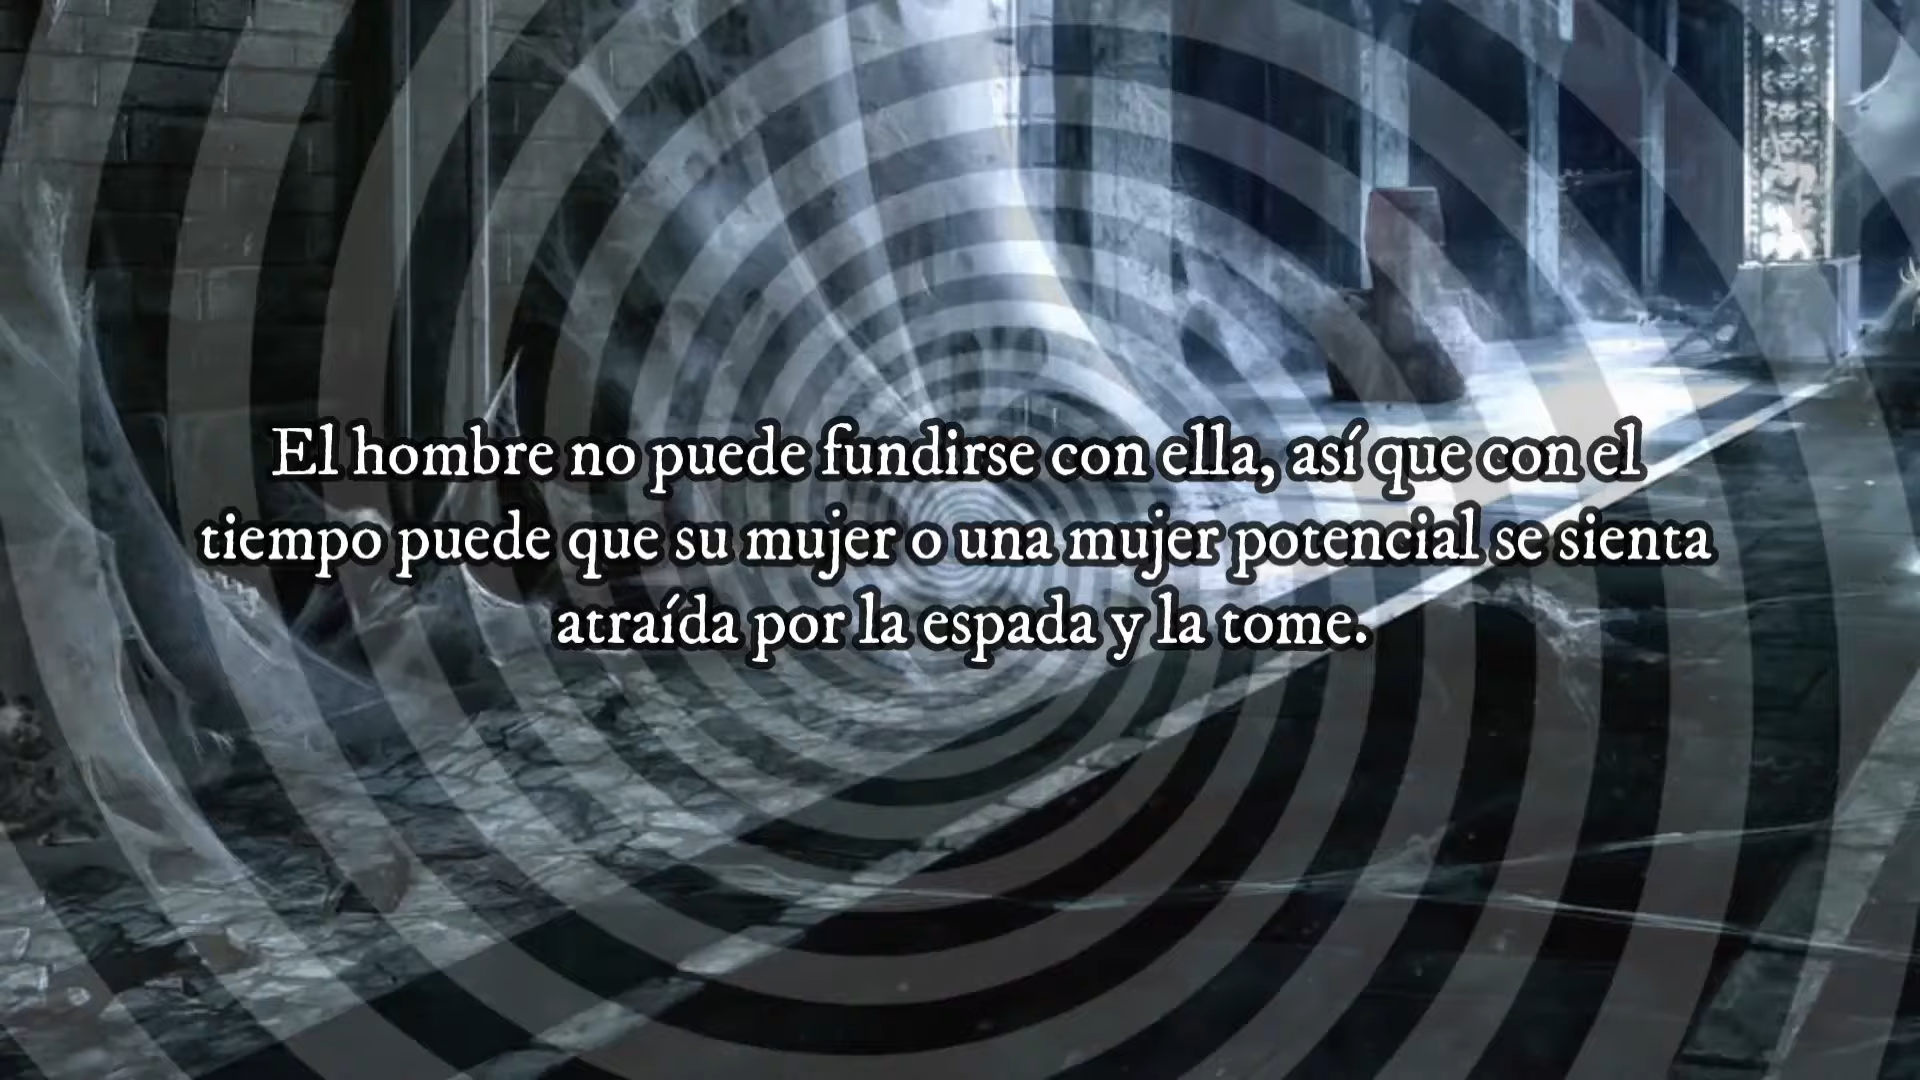 El hombre no puede fundirse con ella, así que con el
tiempo puede que su mujer o una mujer potencial se sienta
atraída por la espada y la tome.